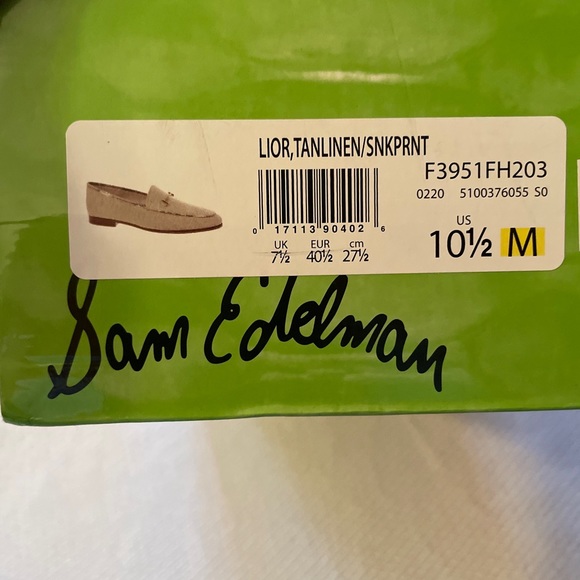 LIOR,TANLINEN/SNKPRNT
F3951FH203
0220 5100376055 S0
0 17113 90402 6
UK EUR cm
7½ 40½ 27½
US
10½ M
Sam Edelman